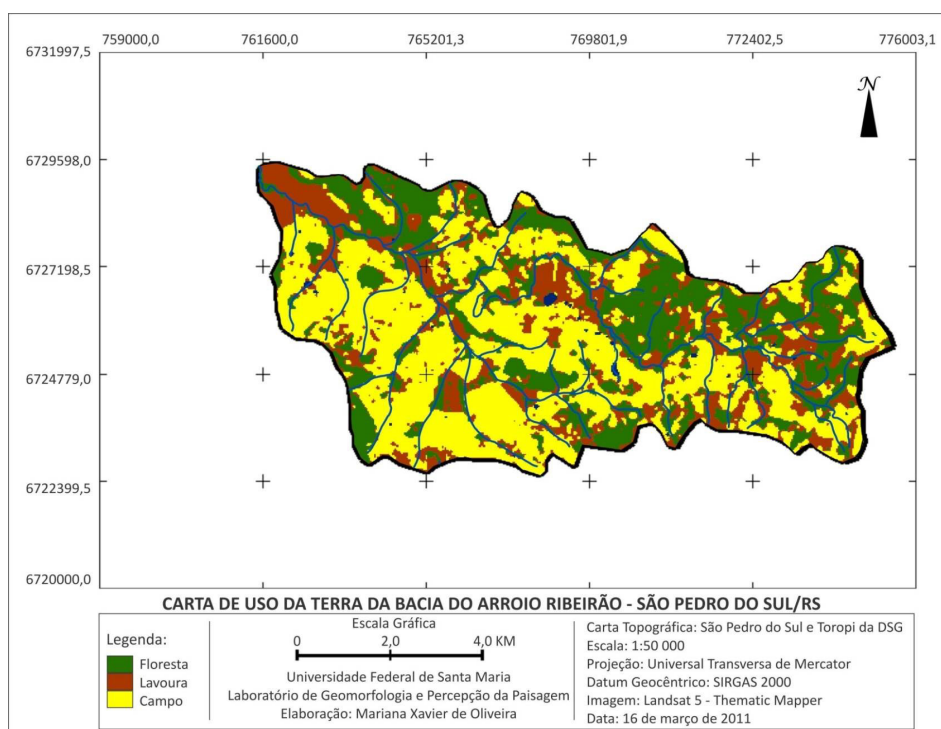 759000,0
761600,0
765201,3
769801,9
772402,5
776003,1
6731997,5
N
6729598,0
6727198,5
6724779,0
6722399,5
6720000,0
CARTA DE USO DA TERRA DA BACIA DO ARROIO RIBEIRÃO - SÃO PEDRO DO SUL/RS
Legenda:
Floresta
Lavoura
Campo
Escala Gráfica
0 2,0 4,0 KM
Universidade Federal de Santa Maria
Laboratório de Geomorfologia e Percepção da Paisagem
Elaboração: Mariana Xavier de Oliveira
Carta Topográfica: São Pedro do Sul e Toropi da DSG
Escala: 1:50 000
Projeção: Universal Transversa de Mercator
Datum Geocêntrico: SIRGAS 2000
Imagem: Landsat 5 - Thematic Mapper
Data: 16 de março de 2011